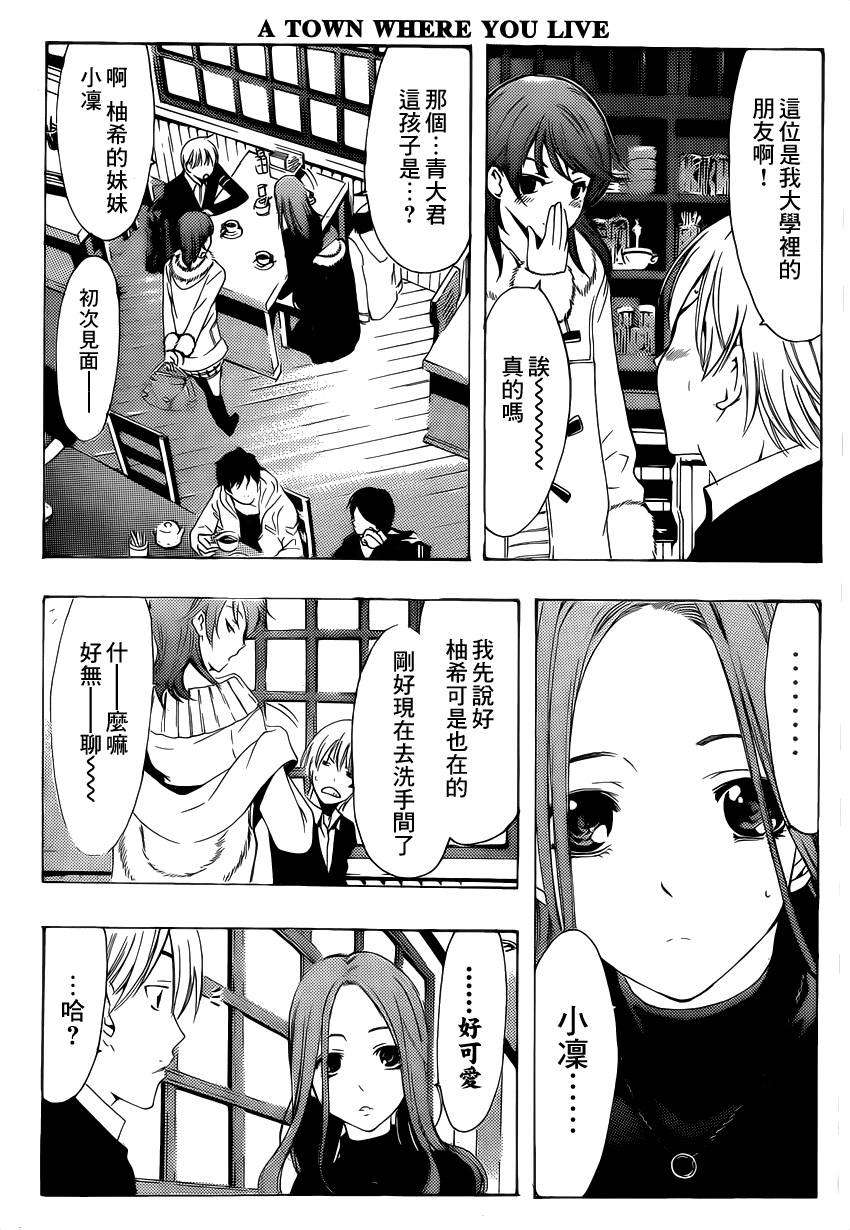 A TOWN WHERE YOU LIVE
這位是我大學裡的
朋友啊！
誒～
真的嗎
那個…青大君
這孩子是…？
啊 柚希的妹妹
小凜
初次見面——
………
小凜……
我先說好
柚希可是也在的
剛好現在去洗手間了
什——麼嘛
好無——聊～
……好可愛
…哈？